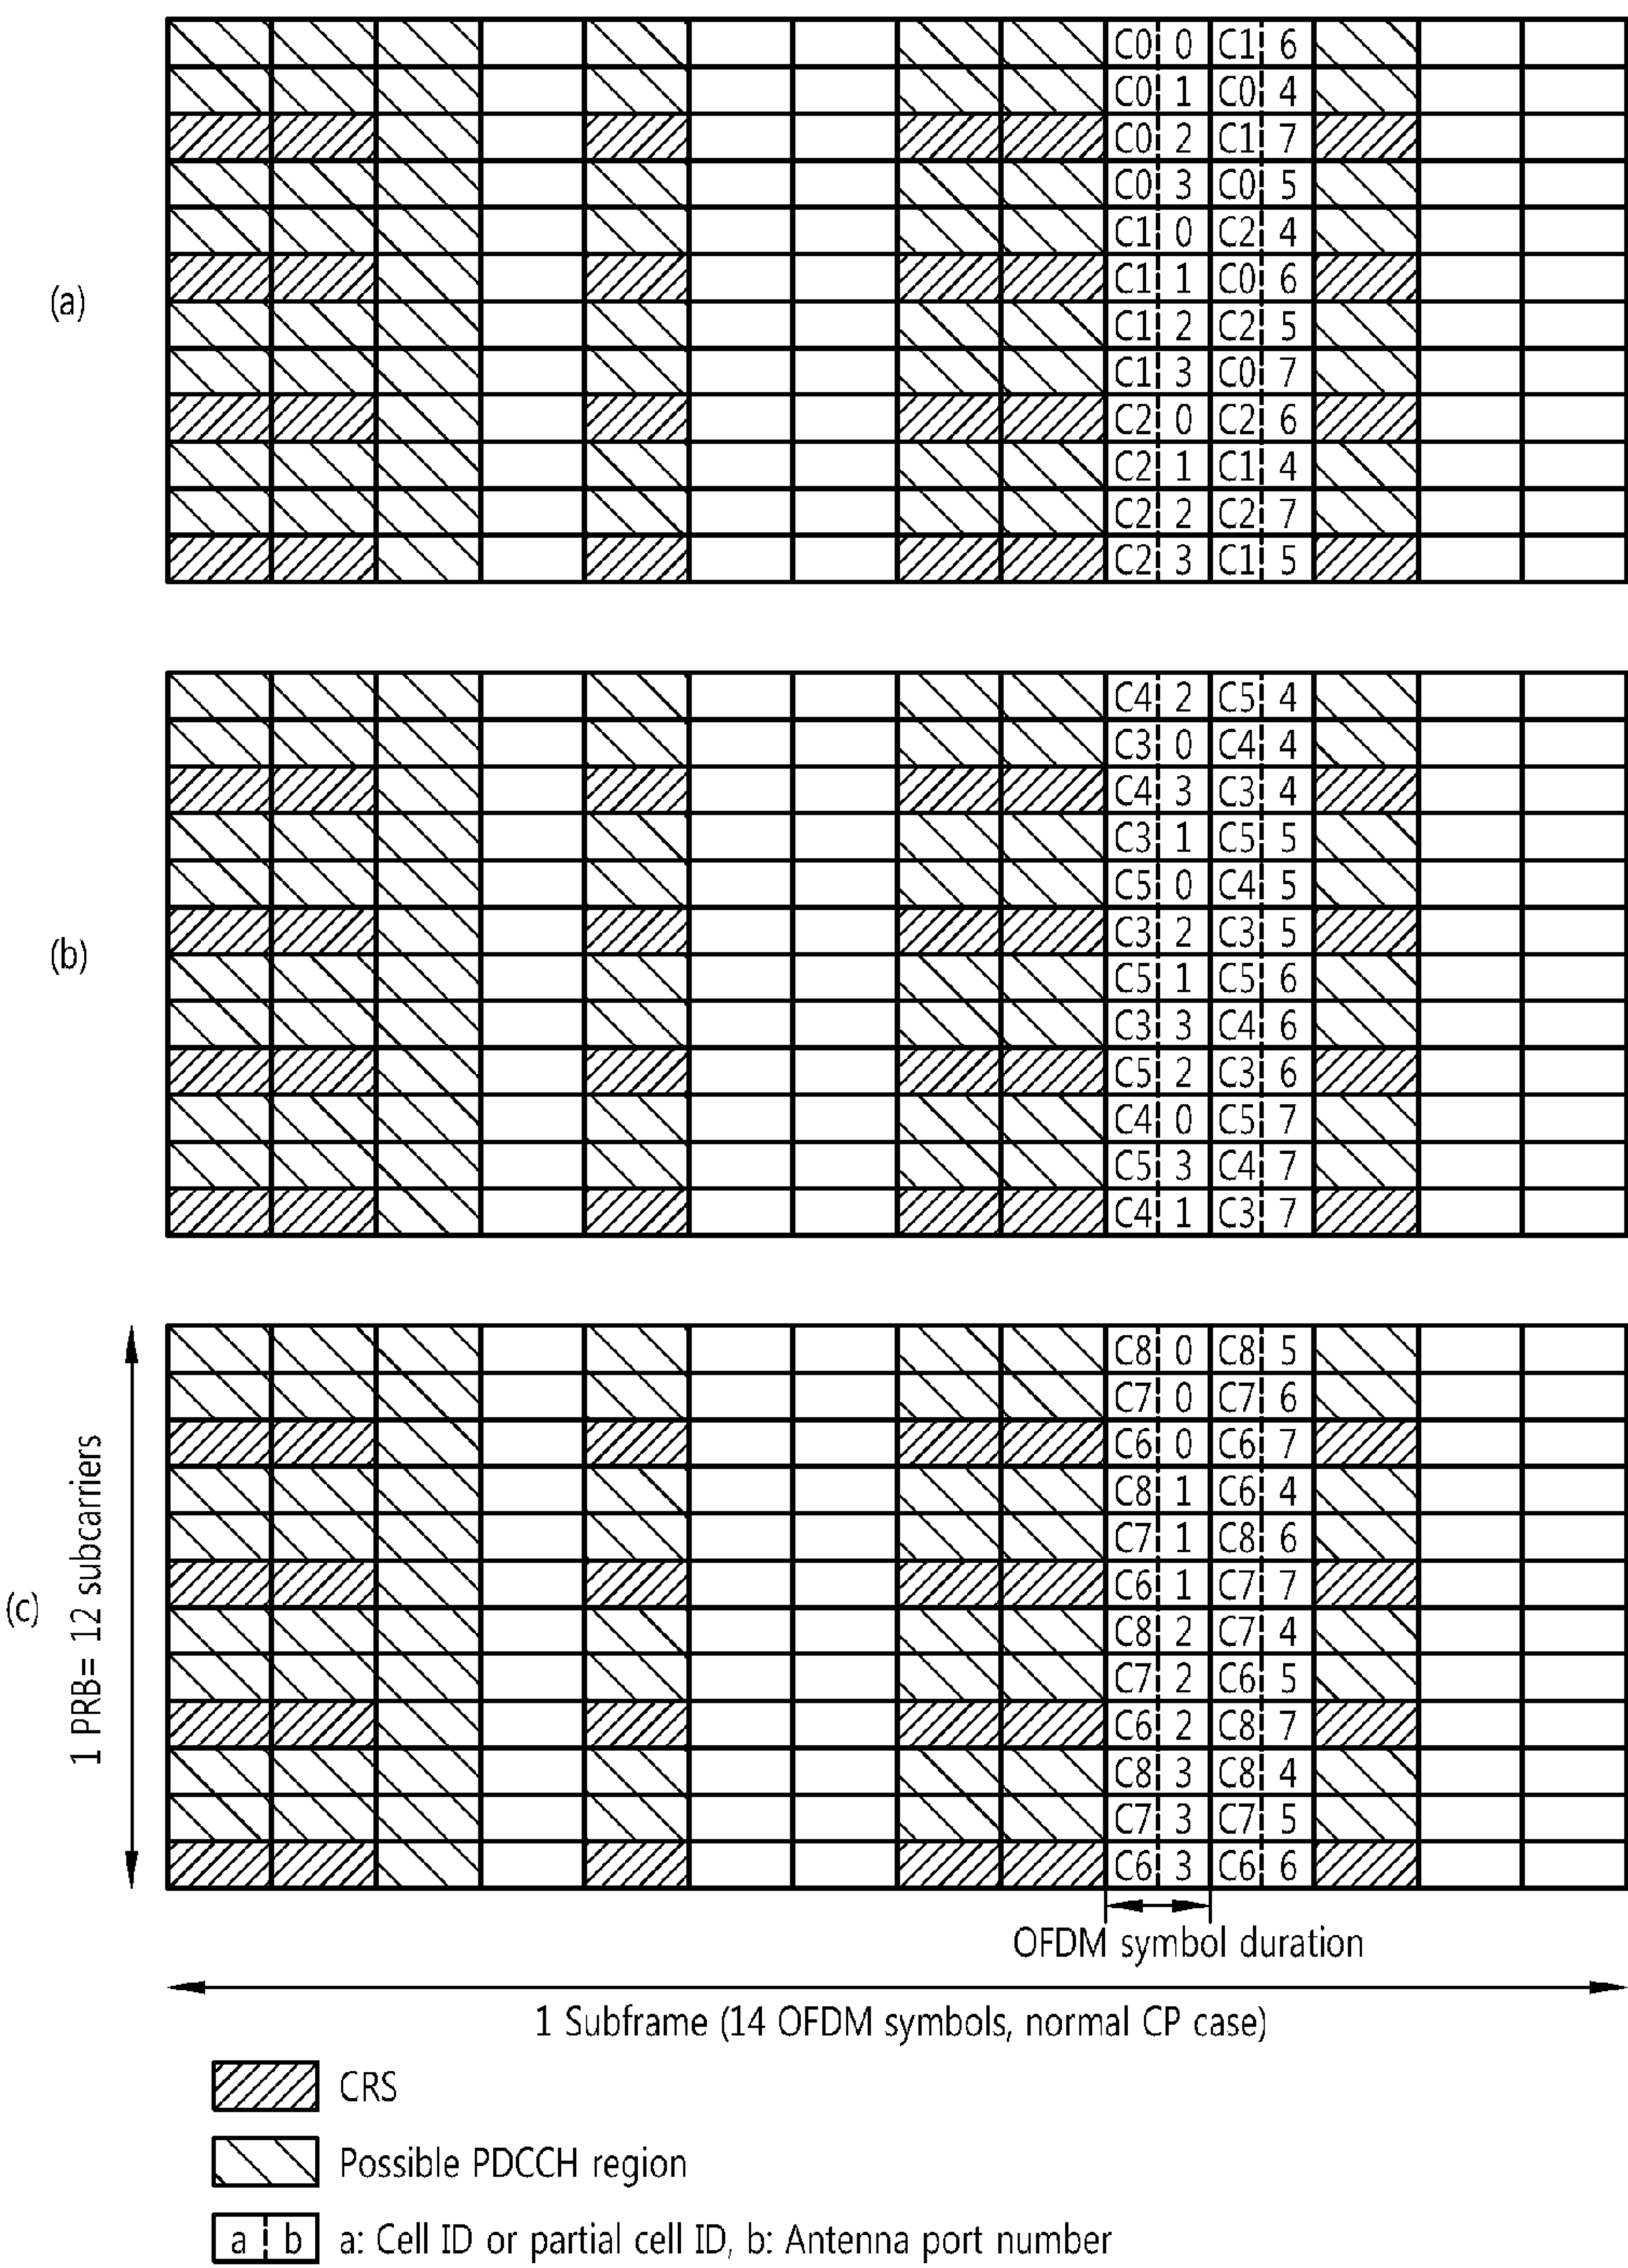 C0 0 C1 6
C0 1 C0 4
C0 2 C1 7
C0 3 C0 5
C1 0 C2 4
C1 1 C0 6
C1 2 C2 5
C1 3 C0 7
C2 0 C2 6
C2 1 C1 4
C2 2 C2 7
C2 3 C1 5
(a)
C4 2 C5 4
C3 0 C4 4
C4 3 C3 4
C3 1 C5 5
C5 0 C4 5
C3 2 C3 5
C5 1 C5 6
C3 3 C4 6
C5 2 C3 6
C4 0 C5 7
C5 3 C4 7
C4 1 C3 7
(b)
C8 0 C8 5
C7 0 C7 6
C6 0 C6 7
C8 1 C6 4
C7 1 C8 6
C6 1 C7 7
C8 2 C7 4
C7 2 C6 5
C6 2 C8 7
C8 3 C8 4
C7 3 C7 5
C6 3 C6 6
(c)
1 PRB= 12 subcarriers
OFDM symbol duration
1 Subframe (14 OFDM symbols, normal CP case)
CRS
Possible PDCCH region
a b a: Cell ID or partial cell ID, b: Antenna port number